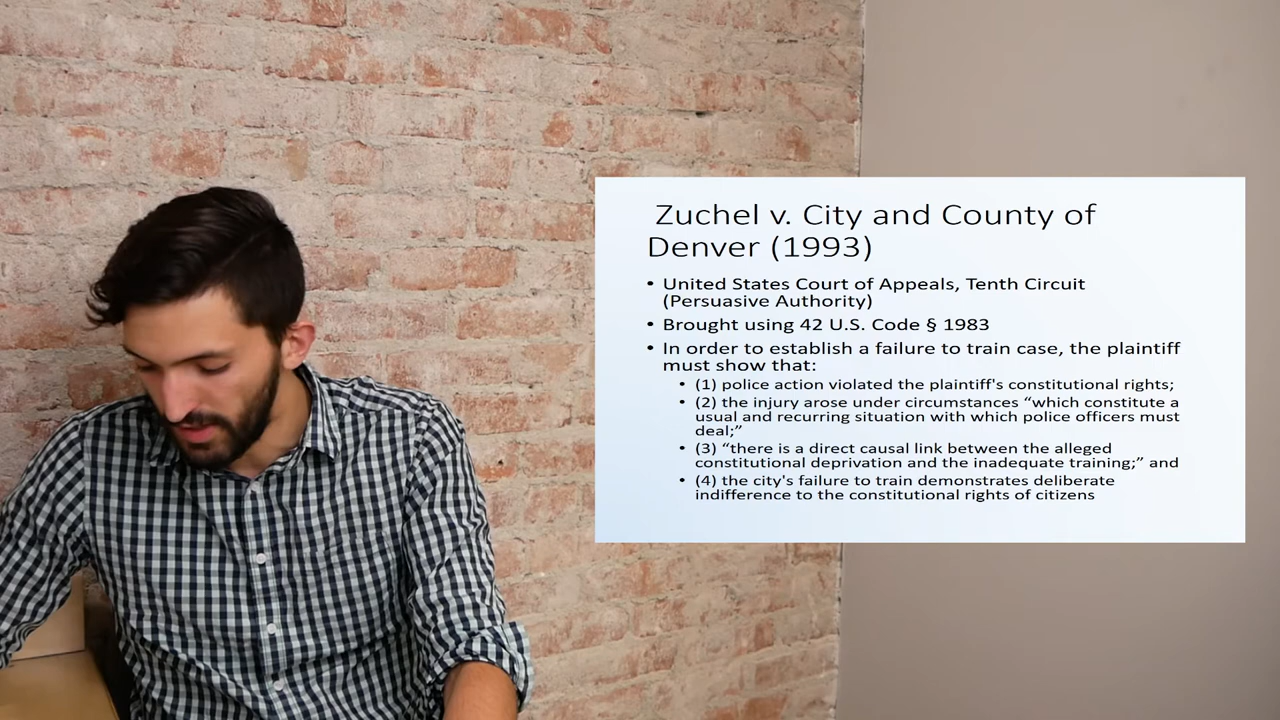 Zuchel v. City and County of
Denver (1993)
• United States Court of Appeals, Tenth Circuit
(Persuasive Authority)
• Brought using 42 U.S. Code § 1983
• In order to establish a failure to train case, the plaintiff
must show that:
• (1) police action violated the plaintiff's constitutional rights;
• (2) the injury arose under circumstances “which constitute a
usual and recurring situation with which police officers must
deal;”
• (3) “there is a direct causal link between the alleged
constitutional deprivation and the inadequate training;” and
• (4) the city's failure to train demonstrates deliberate
indifference to the constitutional rights of citizens